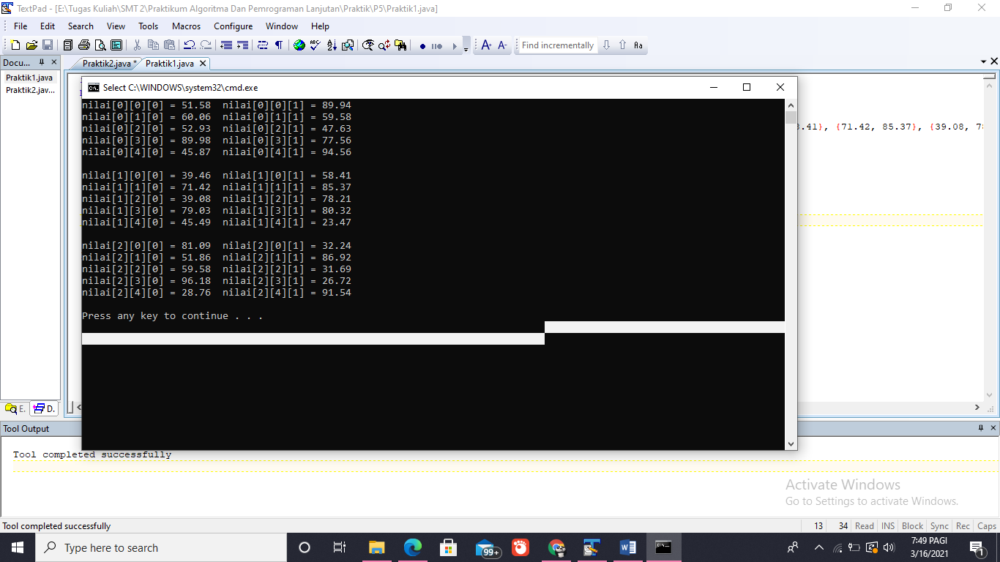 TextPad - [E:\Tugas Kuliah\SMT 2\Praktikum Algoritma Dan Pemrograman Lanjutan\Praktik\P5\Praktik1.java]
File Edit Search View Tools Macros Configure Window Help
Find incrementally
Docu...
Praktik2.java * Praktik1.java
Praktik1.java
Praktik2.jav...
Select C:\WINDOWS\system32\cmd.exe
nilai[0][0][0] = 51.58 nilai[0][0][1] = 89.94
nilai[0][1][0] = 60.06 nilai[0][1][1] = 59.58
nilai[0][2][0] = 52.93 nilai[0][2][1] = 47.63
nilai[0][3][0] = 89.98 nilai[0][3][1] = 77.56
nilai[0][4][0] = 45.87 nilai[0][4][1] = 94.56
nilai[1][0][0] = 39.46 nilai[1][0][1] = 58.41
nilai[1][1][0] = 71.42 nilai[1][1][1] = 85.37
nilai[1][2][0] = 39.08 nilai[1][2][1] = 78.21
nilai[1][3][0] = 79.03 nilai[1][3][1] = 80.32
nilai[1][4][0] = 45.49 nilai[1][4][1] = 23.47
nilai[2][0][0] = 81.09 nilai[2][0][1] = 32.24
nilai[2][1][0] = 51.86 nilai[2][1][1] = 86.92
nilai[2][2][0] = 59.58 nilai[2][2][1] = 31.69
nilai[2][3][0] = 96.18 nilai[2][3][1] = 26.72
nilai[2][4][0] = 28.76 nilai[2][4][1] = 91.54
Press any key to continue . . .
.41}, {71.42, 85.37}, {39.08, 7
E. D.
Tool Output
Tool completed successfully
Activate Windows
Go to Settings to activate Windows.
Tool completed successfully
13 34 Read INS Block Sync Rec Caps
Type here to search
99+
7:49 PAGI
3/16/2021
1